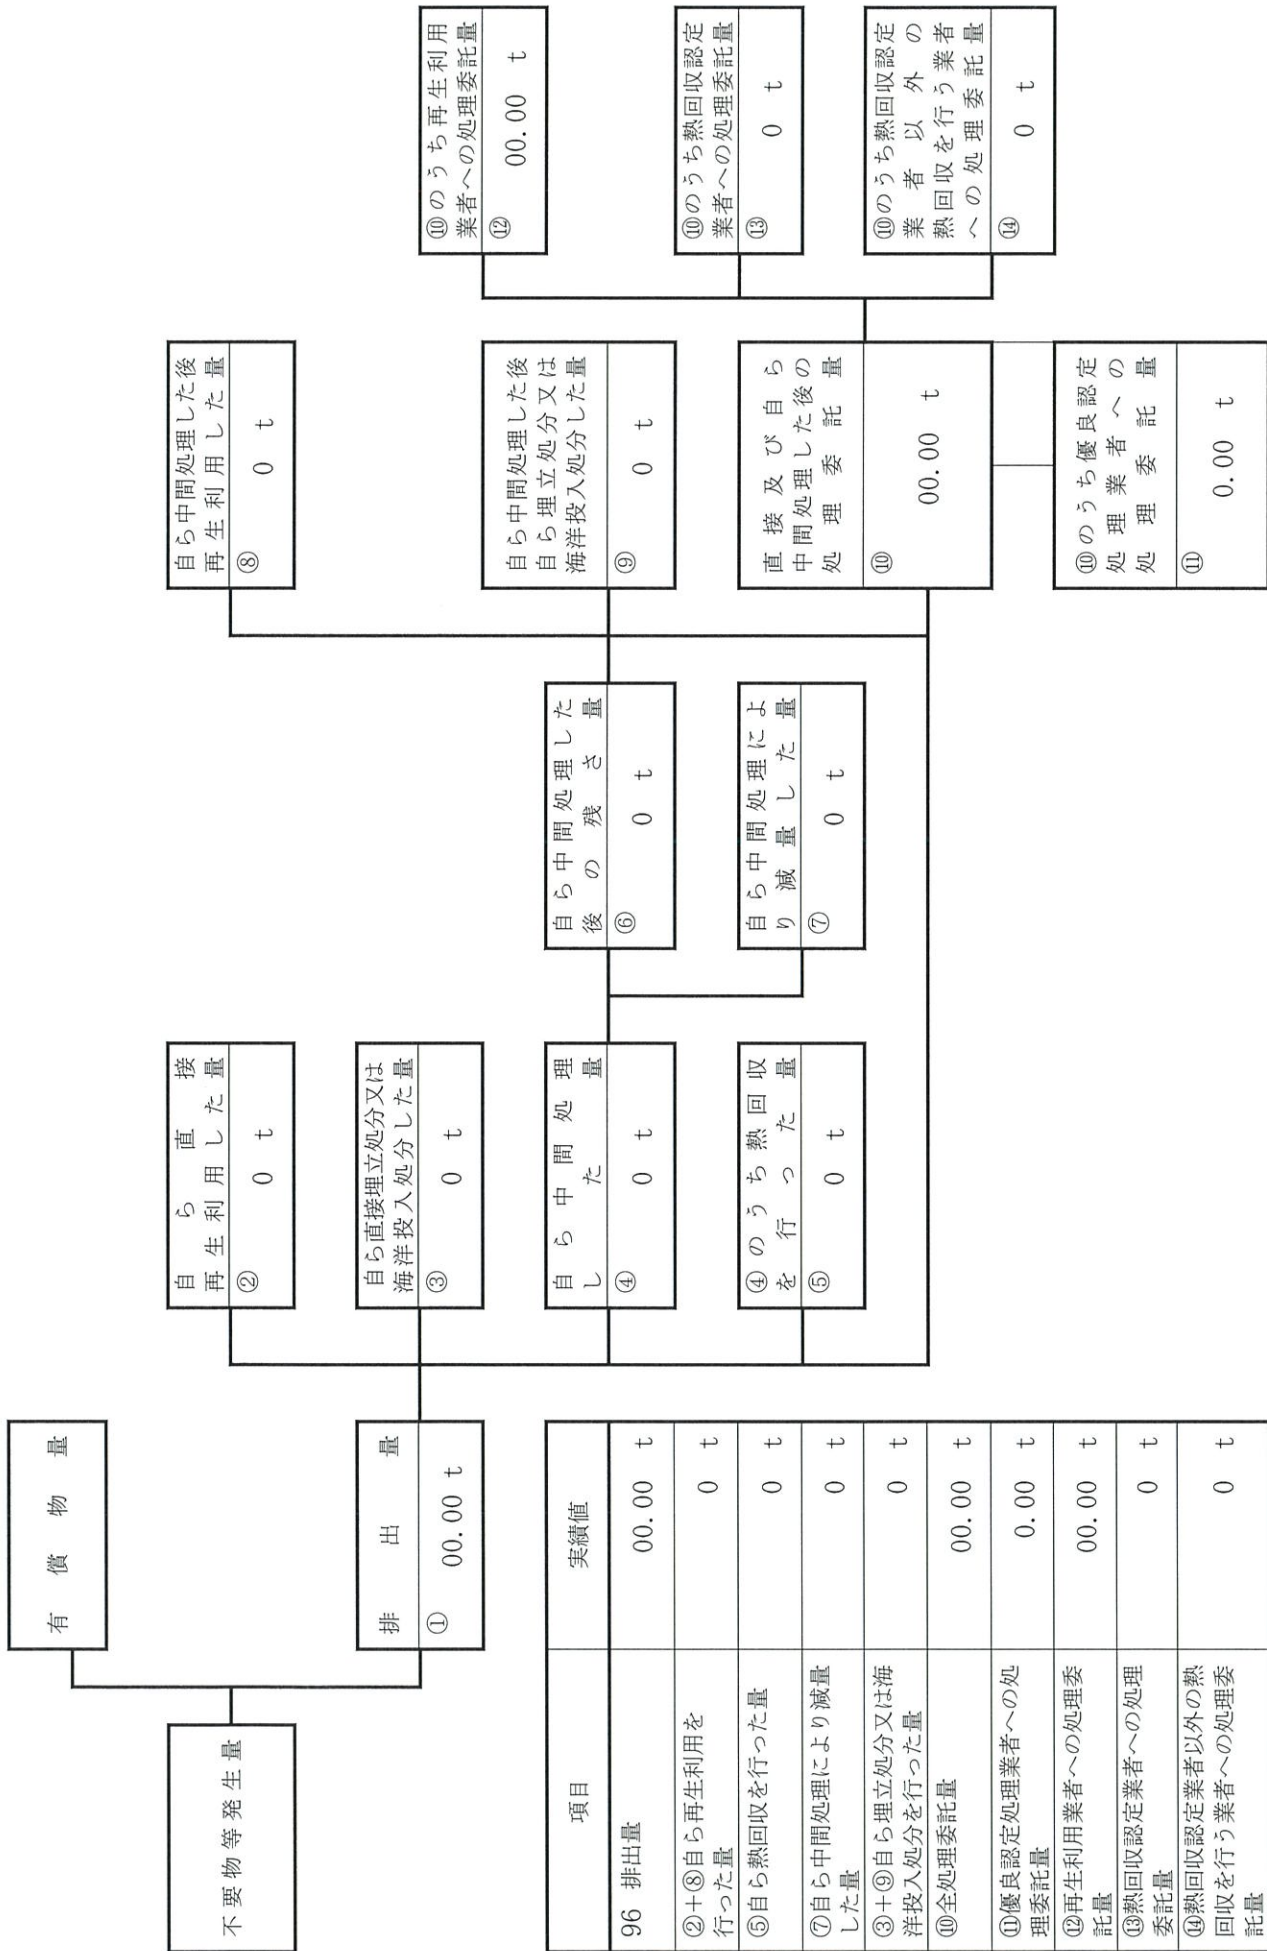 有償物量
不要物等発生量
排出量
① 00.00 t
自ら直接
再生利用した量
② 0 t
自ら直接埋立処分又は
海洋投入処分した量
③ 0 t
自ら中間処理
した量
④ 0 t
④のうち熱回収
を行った量
⑤ 0 t
自ら中間処理した
後の残さ量
⑥ 0 t
自ら中間処理によ
り減量した量
⑦ 0 t
自ら中間処理した後
再生利用した量
⑧ 0 t
自ら中間処理した後
自ら埋立処分又は
海洋投入処分した量
⑨ 0 t
直接及び自ら
中間処理した後の
処理委託量
⑩ 00.00 t
⑩のうち優良認定
処理業者への
処理委託量
⑪ 0.00 t
⑩のうち再生利用
業者への処理委託量
⑫ 00.00 t
⑩のうち熱回収認定
業者への処理委託量
⑬ 0 t
⑩のうち熱回収認定
業者以外の
熱回収を行う業者
への処理委託量
⑭ 0 t
項目 実績値
96 排出量 00.00 t
②+⑧自ら再生利用を
行った量 0 t
⑤自ら熱回収を行った量 0 t
⑦自ら中間処理により減量
した量 0 t
③+⑨自ら埋立処分又は海
洋投入処分を行った量 0 t
⑩全処理委託量 00.00 t
⑪優良認定処理業者への処
理委託量 0.00 t
⑫再生利用業者への処理委
託量 00.00 t
⑬熱回収認定業者への処理
委託量 0 t
⑭熱回収認定業者以外の熱
回収を行う業者への処理委
託量 0 t